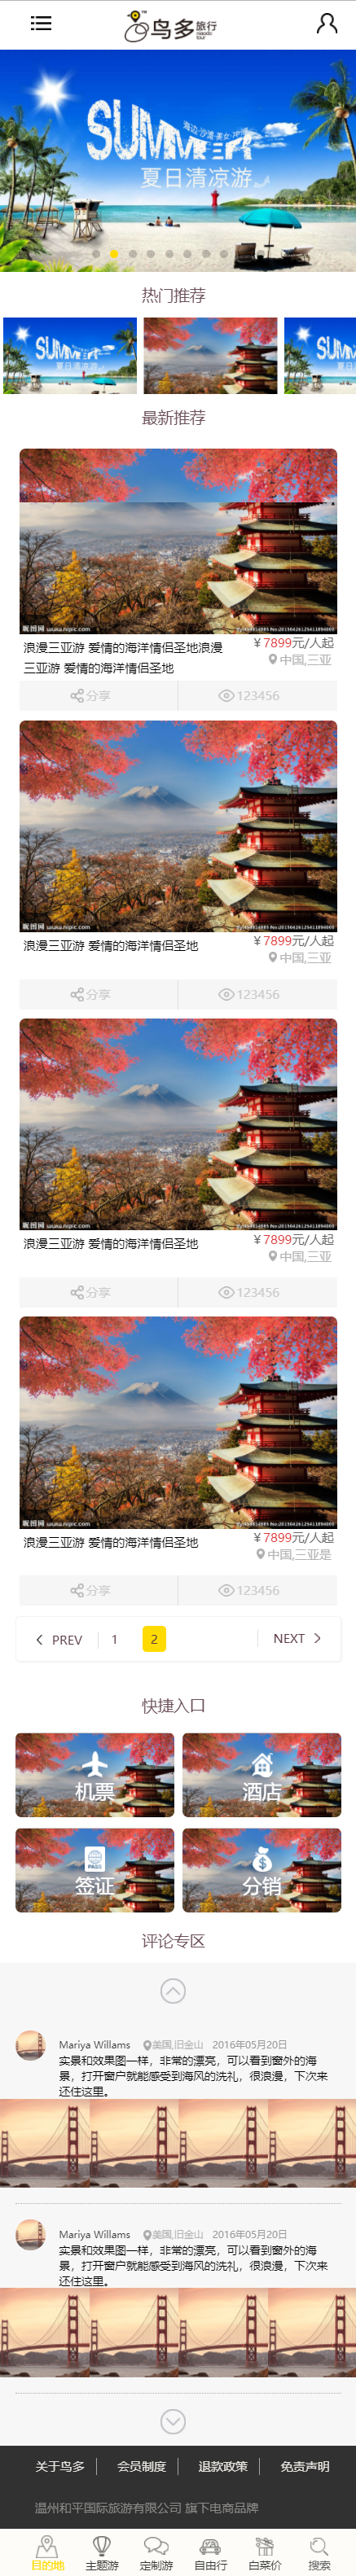 鸟多旅行
SUMMER
海边·沙滩·美女·冲浪
夏日清凉游
热门推荐
SUMMER
夏日清凉游
SUMMER
夏日清凉游
最新推荐
浪漫三亚游 爱情的海洋情侣圣地浪漫
三亚游 爱情的海洋情侣圣地
¥ 7899元/人起
中国,三亚
分享
123456
浪漫三亚游 爱情的海洋情侣圣地
¥ 7899元/人起
中国,三亚
分享
123456
浪漫三亚游 爱情的海洋情侣圣地
¥ 7899元/人起
中国,三亚
分享
123456
浪漫三亚游 爱情的海洋情侣圣地
¥ 7899元/人起
中国,三亚是
分享
123456
PREV 1 2 NEXT
快捷入口
机票 酒店
PASS
签证 分销
评论专区
Mariya Willams 美国,旧金山 2016年05月20日
实景和效果图一样，非常的漂亮，可以看到窗外的海
景，打开窗户就能感受到海风的洗礼，很浪漫，下次来
还住这里。
Mariya Willams 美国,旧金山 2016年05月20日
实景和效果图一样，非常的漂亮，可以看到窗外的海
景，打开窗户就能感受到海风的洗礼，很浪漫，下次来
还住这里。
关于鸟多 会员制度 退款政策 免责声明
温州和平国际旅游有限公司 旗下电商品牌
目的地 主题游 定制游 自由行 白菜价 搜索